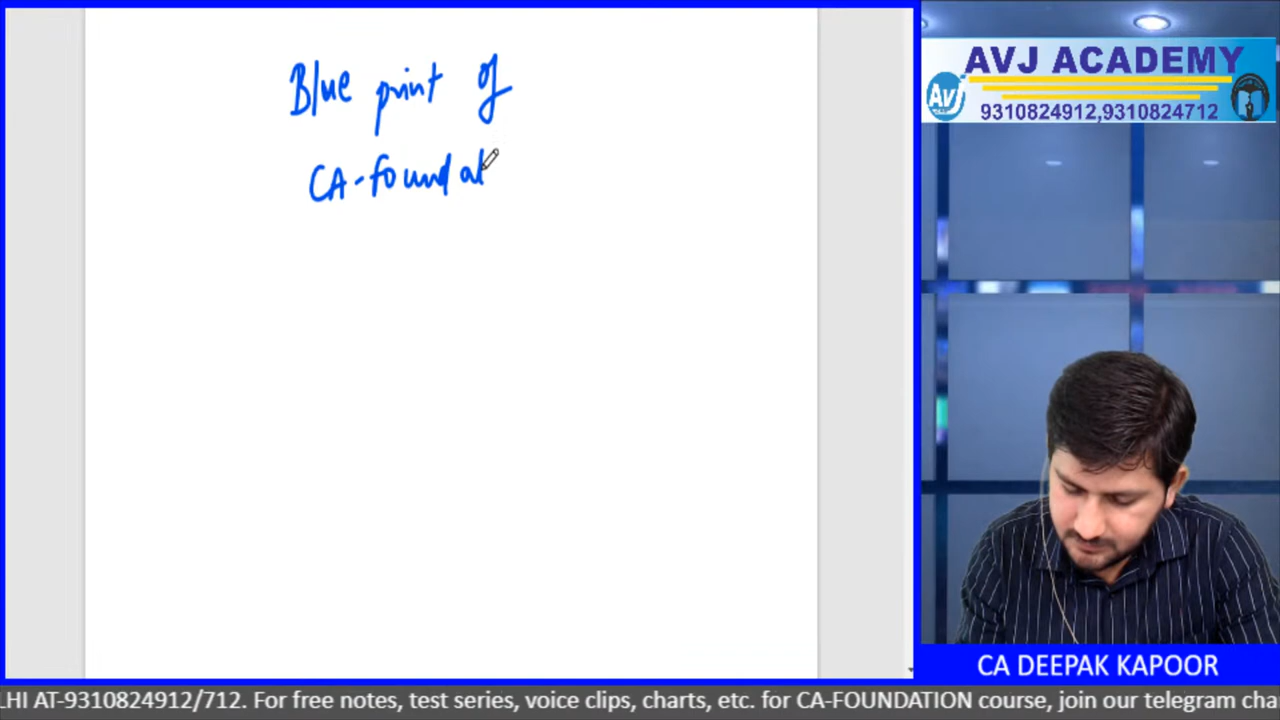 Blue print of
CA-foundat
AVJ ACADEMY
AV
9310824912,9310824712
CA DEEPAK KAPOOR
LHI AT-9310824912/712. For free notes, test series, voice clips, charts, etc. for CA-FOUNDATION course, join our telegram cha